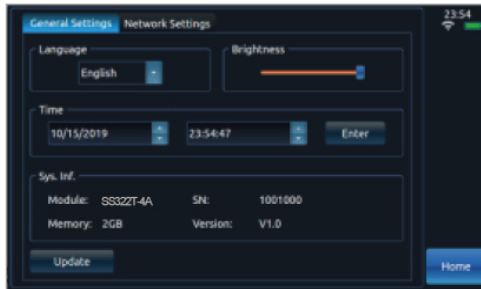 General Settings Network Settings
23:54
Language
Brightness
English
Time
10/15/2019 23:54:47 Enter
Sys. Inf.
Module: SS322T-4A SN: 1001000
Memory: 2GB Version: V1.0
Update
Home